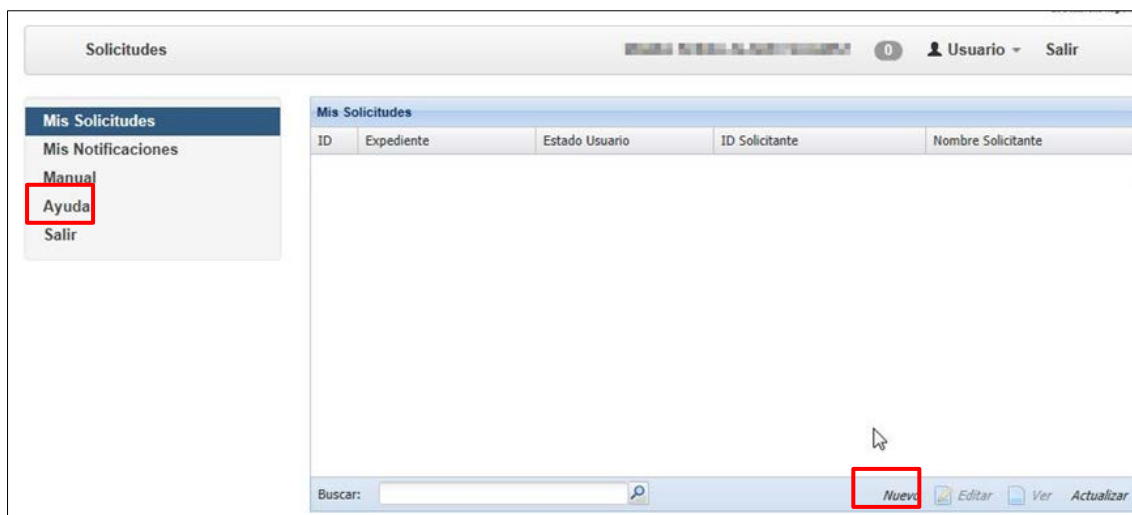 Solicitudes 0 Usuario Salir
Mis Solicitudes
Mis Notificaciones
Manual
Ayuda
Salir
Mis Solicitudes
ID Expediente Estado Usuario ID Solicitante Nombre Solicitante
Buscar: Nuevo Editar Ver Actualizar